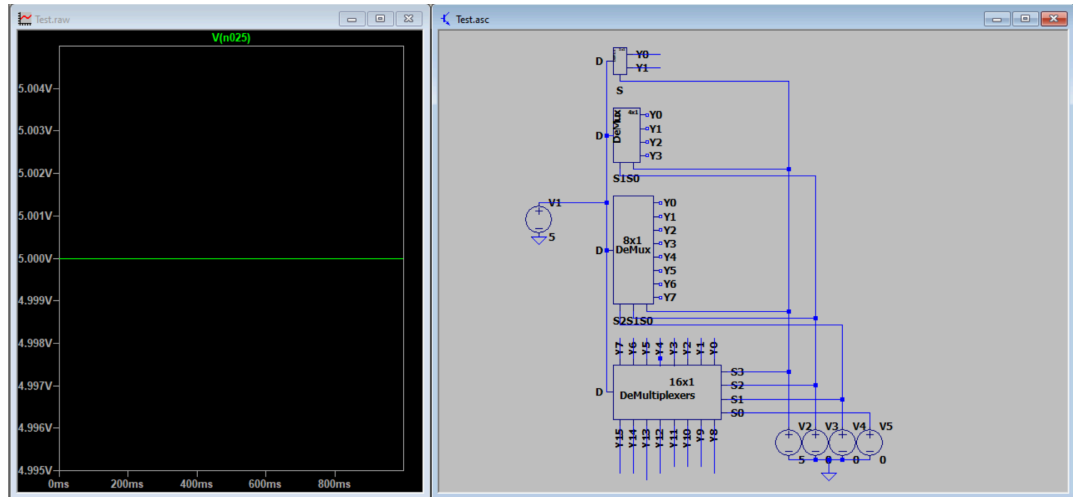 Test.raw
V(n025)
5.004V
5.003V
5.002V
5.001V
5.000V
4.999V
4.998V
4.997V
4.996V
4.995V
0ms 200ms 400ms 600ms 800ms
Test.asc
D Y0
Y1
S
DeMux 4x1 Y0
D Y1
Y2
Y3
S1S0
V1
5
Y0
Y1
Y2
8x1 Y3
D DeMux Y4
Y5
Y6
Y7
S2S1S0
Y7 Y6 Y5 Y4 Y3 Y2 Y1 Y0
16x1 S3
D DeMultiplexers S2
S1
S0
Y15 Y14 Y13 Y12 Y11 Y10 Y9 Y8
V2 V3 V4 V5
5 0 0